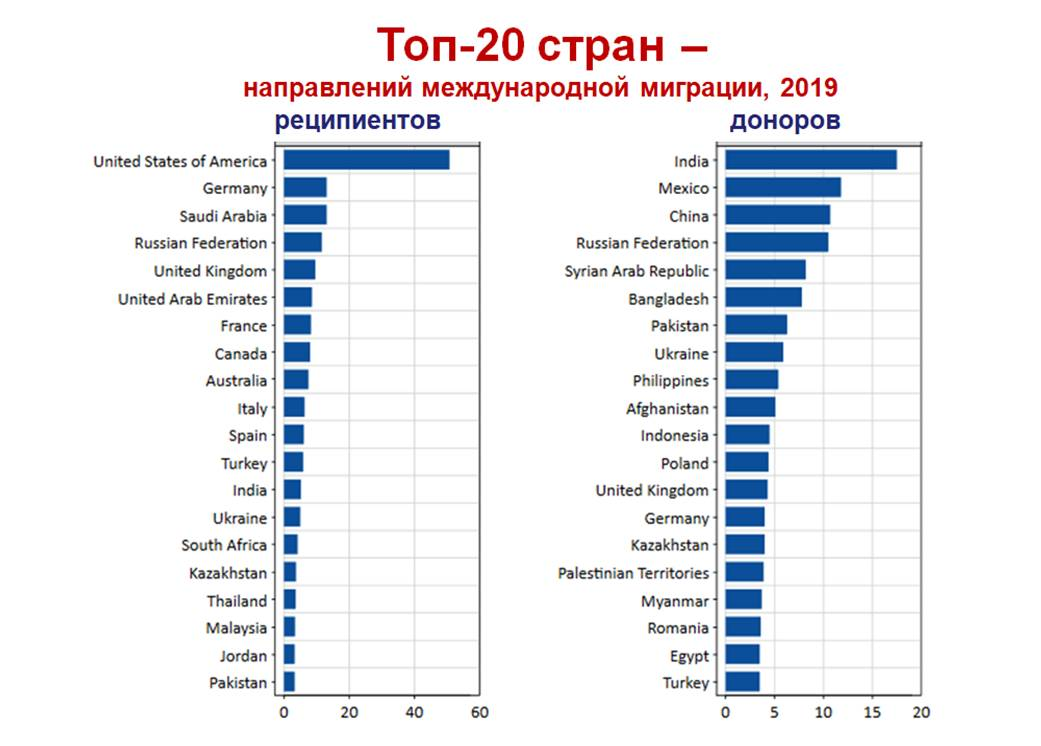 Топ-20 стран –
направлений международной миграции, 2019
реципиентов
United States of America
Germany
Saudi Arabia
Russian Federation
United Kingdom
United Arab Emirates
France
Canada
Australia
Italy
Spain
Turkey
India
Ukraine
South Africa
Kazakhstan
Thailand
Malaysia
Jordan
Pakistan
0 20 40 60
доноров
India
Mexico
China
Russian Federation
Syrian Arab Republic
Bangladesh
Pakistan
Ukraine
Philippines
Afghanistan
Indonesia
Poland
United Kingdom
Germany
Kazakhstan
Palestinian Territories
Myanmar
Romania
Egypt
Turkey
0 5 10 15 20